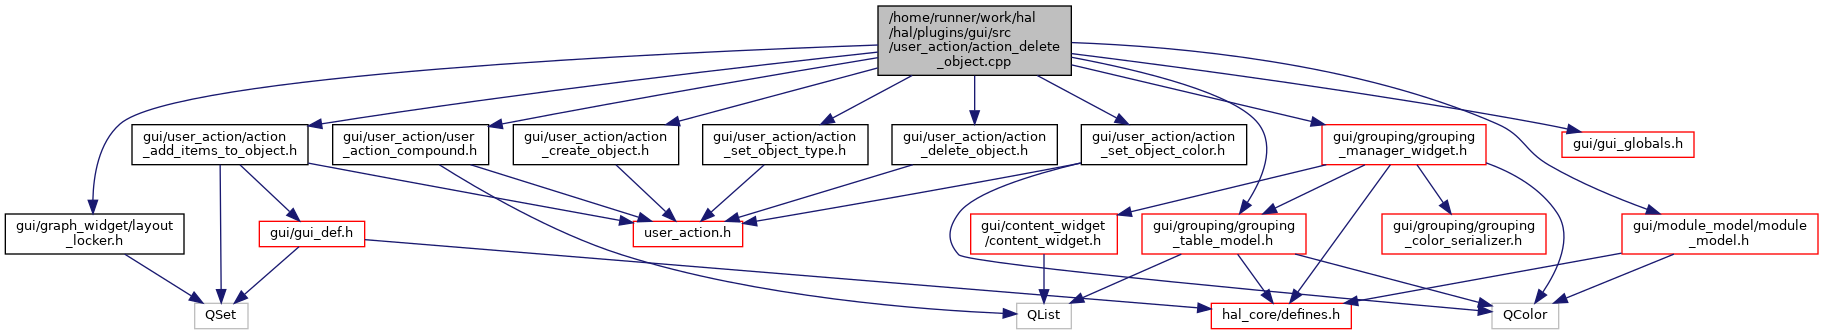 /home/runner/work/hal
/hal/plugins/gui/src
/user_action/action_delete
_object.cpp
gui/user_action/action
_add_items_to_object.h
gui/user_action/user
_action_compound.h
gui/user_action/action
_create_object.h
gui/user_action/action
_set_object_type.h
gui/user_action/action
_delete_object.h
gui/user_action/action
_set_object_color.h
gui/grouping/grouping
_manager_widget.h
gui/gui_globals.h
gui/graph_widget/layout
_locker.h
gui/gui_def.h
user_action.h
gui/content_widget
/content_widget.h
gui/grouping/grouping
_table_model.h
gui/grouping/grouping
_color_serializer.h
gui/module_model/module
_model.h
QSet
QList
hal_core/defines.h
QColor